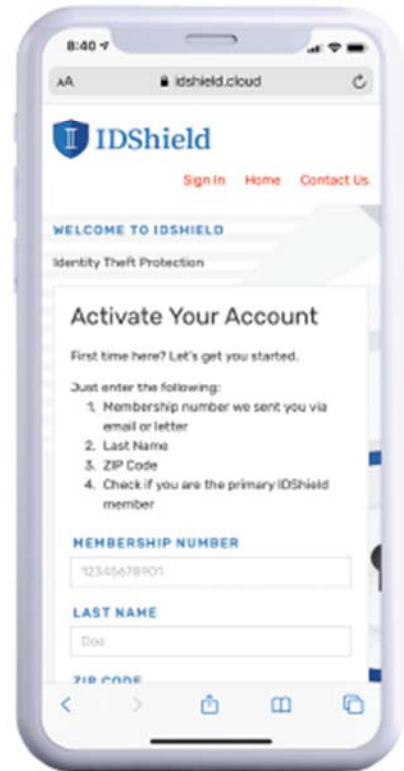 8:40
AA idshield.cloud
IDShield
Sign In Home Contact Us
WELCOME TO IDSHIELD
Identity Theft Protection
Activate Your Account
First time here? Let's get you started.
Just enter the following:
1. Membership number we sent you via
email or letter
2. Last Name
3. ZIP Code
4. Check if you are the primary IDShield
member
MEMBERSHIP NUMBER
12345678901
LAST NAME
Doe
ZIP CODE